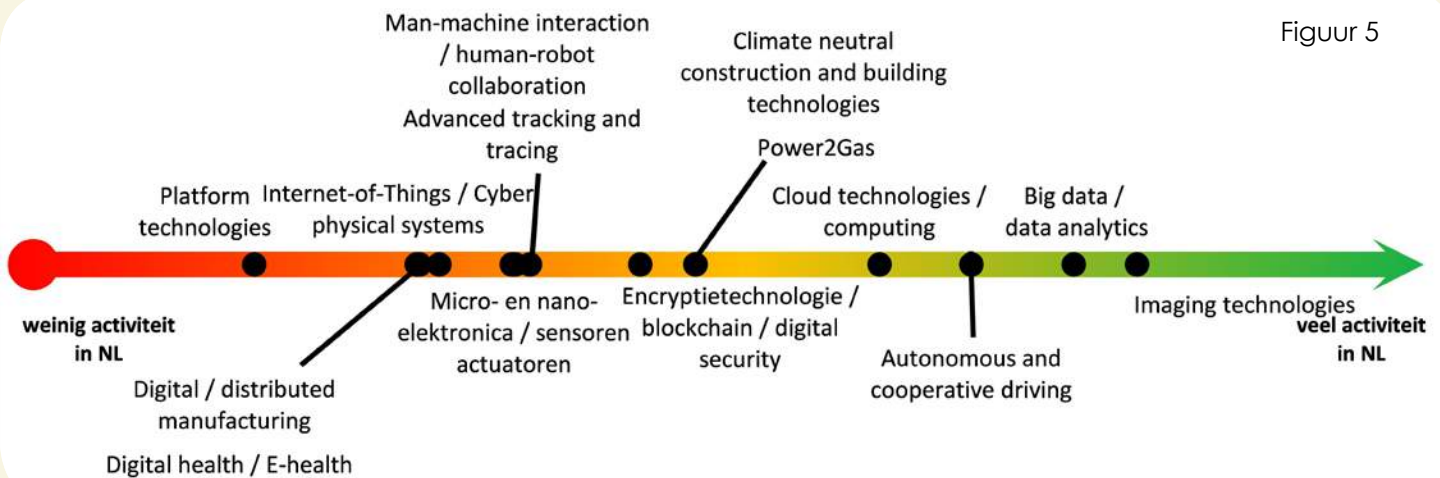 Figuur 5
Man-machine interaction
/ human-robot
collaboration
Advanced tracking and
tracing
Climate neutral
construction and building
technologies
Power2Gas
Platform
technologies
Internet-of-Things / Cyber
physical systems
Cloud technologies /
computing
Big data /
data analytics
weinig activiteit
in NL
Digital / distributed
manufacturing
Digital health / E-health
Micro- en nano-
elektronica / sensoren
actuatoren
Encryptietechnologie /
blockchain / digital
security
Autonomous and
cooperative driving
Imaging technologies
veel activiteit
in NL